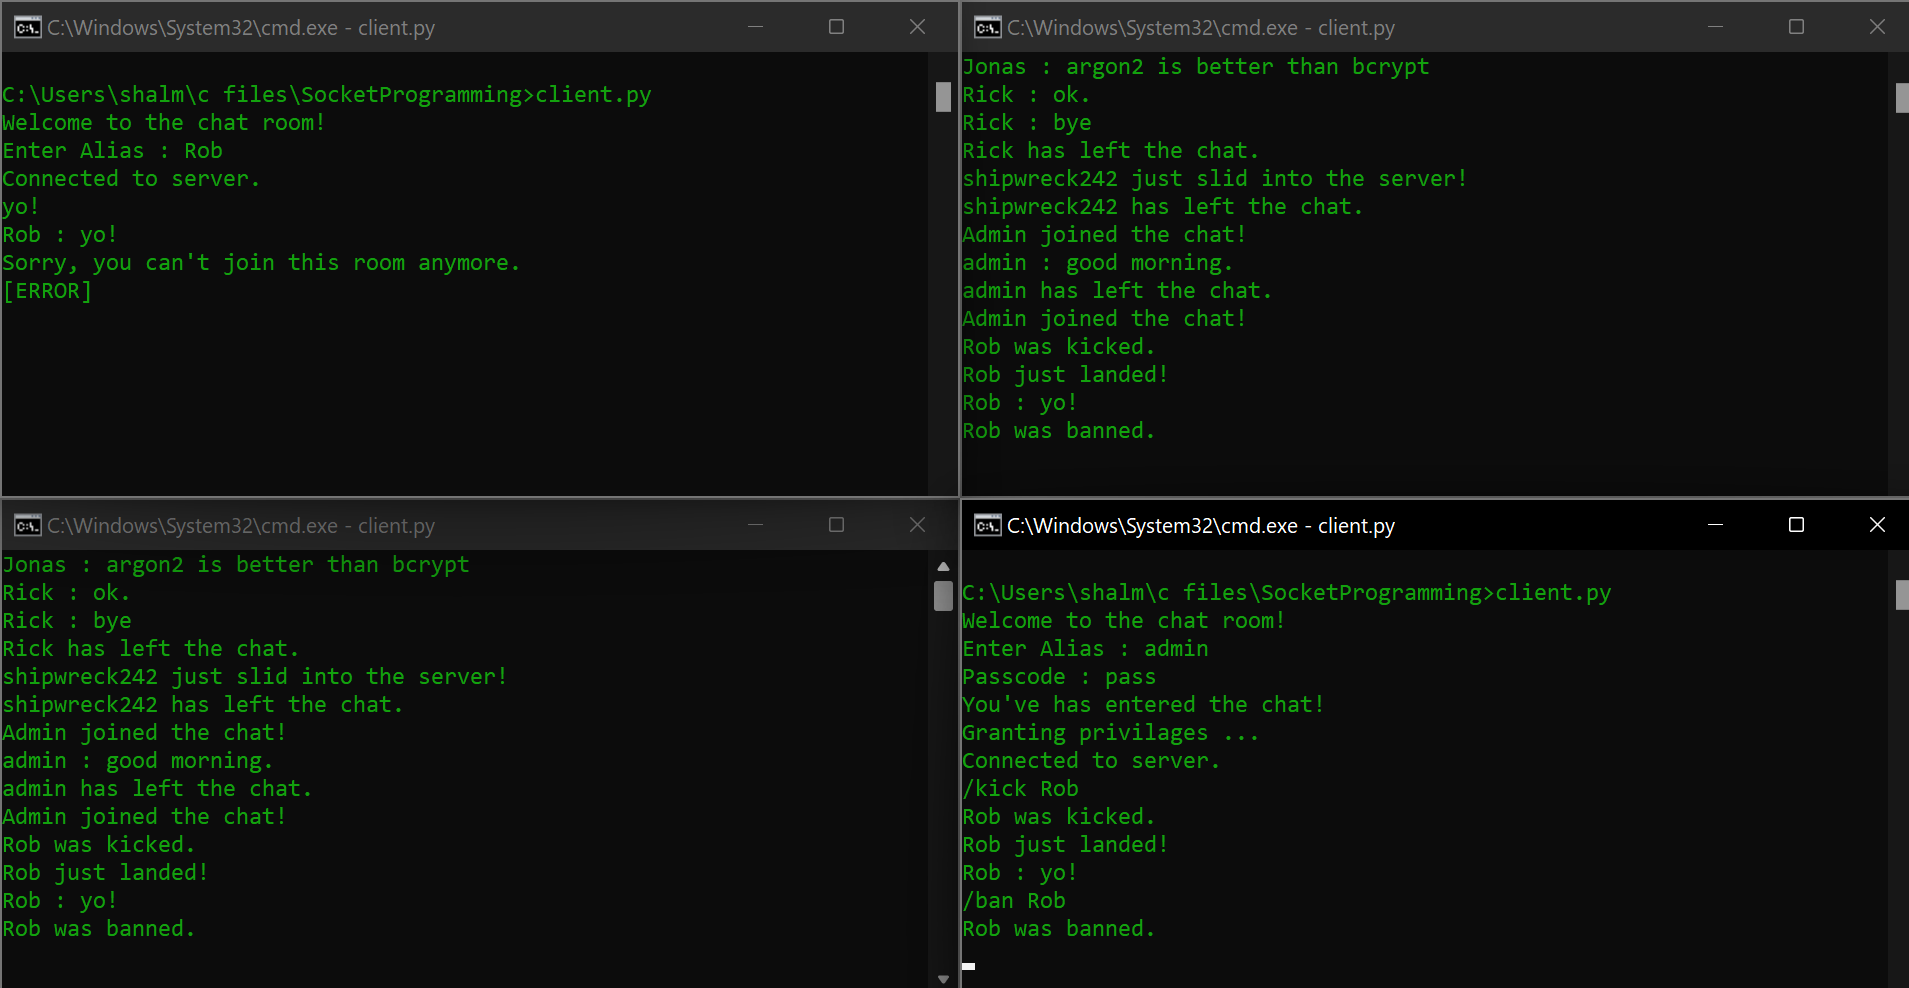 C:\Windows\System32\cmd.exe - client.py
C:\Users\shalm\c files\SocketProgramming>client.py
Welcome to the chat room!
Enter Alias : Rob
Connected to server.
yo!
Rob : yo!
Sorry, you can't join this room anymore.
[ERROR]
C:\Windows\System32\cmd.exe - client.py
Jonas : argon2 is better than bcrypt
Rick : ok.
Rick : bye
Rick has left the chat.
shipwreck242 just slid into the server!
shipwreck242 has left the chat.
Admin joined the chat!
admin : good morning.
admin has left the chat.
Admin joined the chat!
Rob was kicked.
Rob just landed!
Rob : yo!
Rob was banned.
C:\Windows\System32\cmd.exe - client.py
Jonas : argon2 is better than bcrypt
Rick : ok.
Rick : bye
Rick has left the chat.
shipwreck242 just slid into the server!
shipwreck242 has left the chat.
Admin joined the chat!
admin : good morning.
admin has left the chat.
Admin joined the chat!
Rob was kicked.
Rob just landed!
Rob : yo!
Rob was banned.
C:\Windows\System32\cmd.exe - client.py
C:\Users\shalm\c files\SocketProgramming>client.py
Welcome to the chat room!
Enter Alias : admin
Passcode : pass
You've has entered the chat!
Granting privilages ...
Connected to server.
/kick Rob
Rob was kicked.
Rob just landed!
Rob : yo!
/ban Rob
Rob was banned.